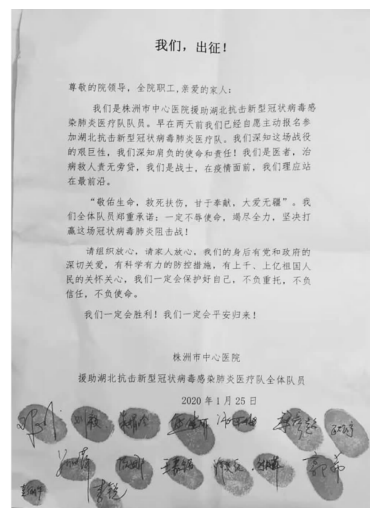 我们，出征！
尊敬的院领导，全院职工,亲爱的家人：
我们是株洲市中心医院援助湖北抗击新型冠状病毒感
染肺炎医疗队队员。早在两天前我们已经自愿主动报名参
加湖北抗击新型冠状病毒肺炎医疗队。我们深知这场战役
的艰巨性，我们深知肩负的使命和责任！我们是医者，治
病救人责无旁贷，我们是战士，在疫情面前，我们理应站
在最前沿。
“敬佑生命，救死扶伤，甘于奉献，大爱无疆”。我
们全体队员郑重承诺：一定不辱使命，竭尽全力，坚决打
赢这场冠状病毒肺炎阻击战！
请组织放心，请家人放心，我们的身后有党和政府的
深切关爱，有科学有力的防控措施，有上千、上亿祖国人
民的关怀关心，我们一定会保护好自己，不负重托，不负
信任，不负使命。
我们一定会胜利！我们一定会平安归来！
株洲市中心医院
援助湖北抗击新型冠状病毒感染肺炎医疗队全体队员
2020 年 1 月 25 日